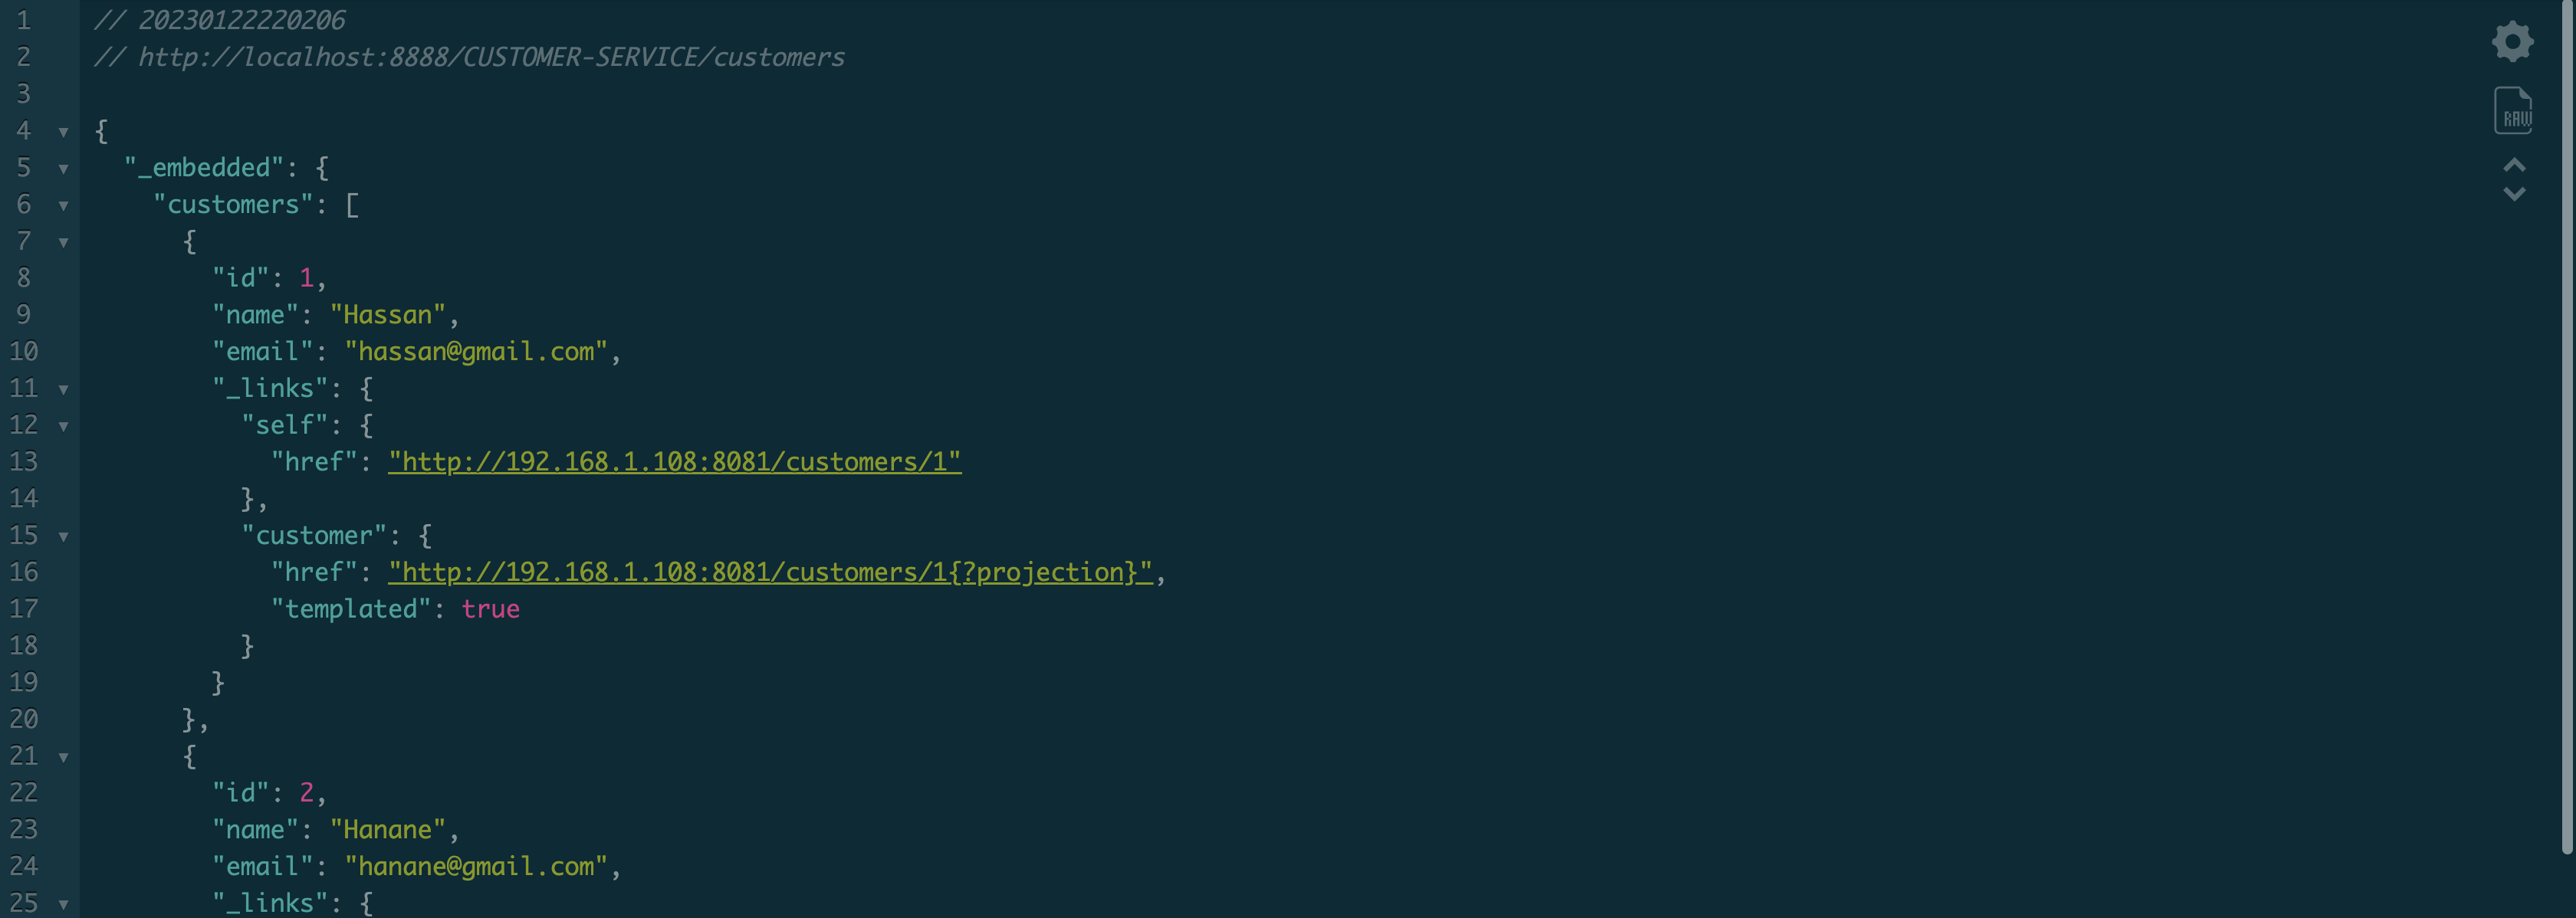 1 // 20230122220206
2 // http://localhost:8888/CUSTOMER-SERVICE/customers
3
4 {
5 "_embedded": {
6 "customers": [
7 {
8 "id": 1,
9 "name": "Hassan",
10 "email": "hassan@gmail.com",
11 "_links": {
12 "self": {
13 "href": "http://192.168.1.108:8081/customers/1"
14 },
15 "customer": {
16 "href": "http://192.168.1.108:8081/customers/1{?projection}",
17 "templated": true
18 }
19 }
20 },
21 {
22 "id": 2,
23 "name": "Hanane",
24 "email": "hanane@gmail.com",
25 "_links": {
RAW